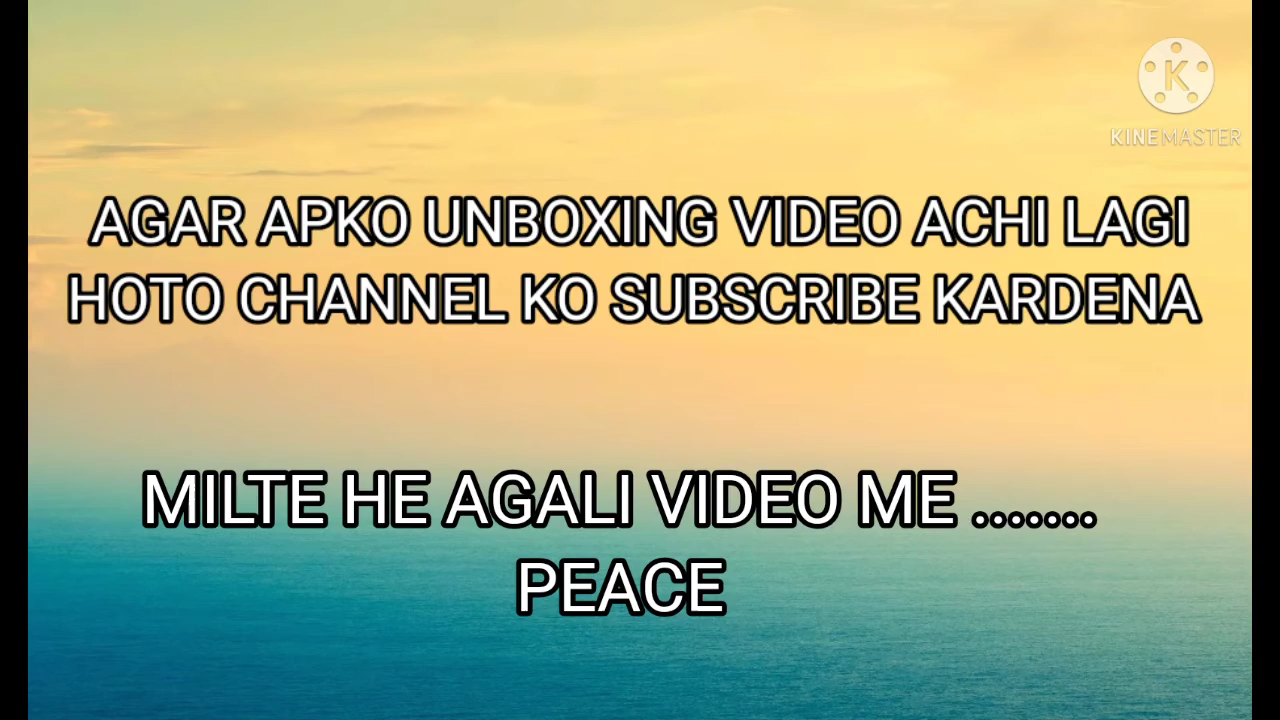 KINEMASTER
AGAR APKO UNBOXING VIDEO ACHI LAGI
HOTO CHANNEL KO SUBSCRIBE KARDENA
MILTE HE AGALI VIDEO ME .......
PEACE